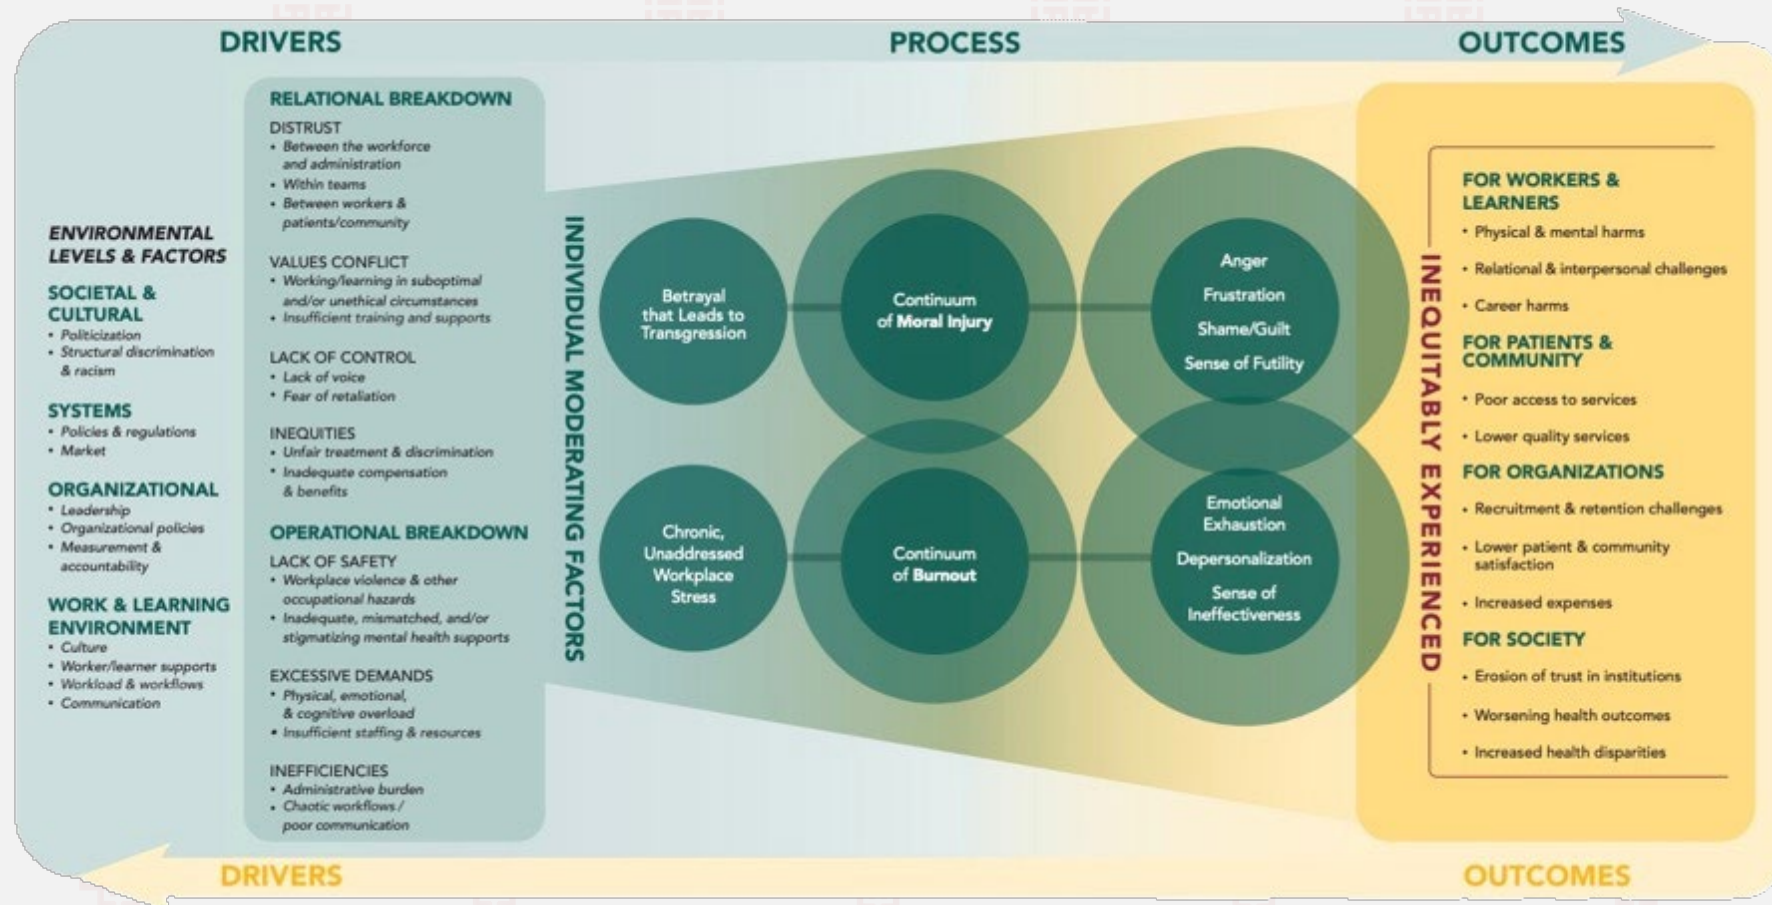 DRIVERS
PROCESS
OUTCOMES
ENVIRONMENTAL
LEVELS & FACTORS
SOCIETAL &
CULTURAL
• Politicization
• Structural discrimination
& racism
SYSTEMS
• Policies & regulations
• Market
ORGANIZATIONAL
• Leadership
• Organizational policies
• Measurement &
accountability
WORK & LEARNING
ENVIRONMENT
• Culture
• Worker/learner supports
• Workload & workflows
• Communication
RELATIONAL BREAKDOWN
DISTRUST
• Between the workforce
and administration
• Within teams
• Between workers &
patients/community
VALUES CONFLICT
• Working/learning in suboptimal
and/or unethical circumstances
• Insufficient training and supports
LACK OF CONTROL
• Lack of voice
• Fear of retaliation
INEQUITIES
• Unfair treatment & discrimination
• Inadequate compensation
& benefits
OPERATIONAL BREAKDOWN
LACK OF SAFETY
• Workplace violence & other
occupational hazards
• Inadequate, mismatched, and/or
stigmatizing mental health supports
EXCESSIVE DEMANDS
• Physical, emotional,
& cognitive overload
• Insufficient staffing & resources
INEFFICIENCIES
• Administrative burden
• Chaotic workflows /
poor communication
INDIVIDUAL MODERATING FACTORS
Betrayal
that Leads to
Transgression
Continuum
of Moral Injury
Anger
Frustration
Shame/Guilt
Sense of Futility
Chronic,
Unaddressed
Workplace
Stress
Continuum
of Burnout
Emotional
Exhaustion
Depersonalization
Sense of
Ineffectiveness
INEQUITABLY EXPERIENCED
FOR WORKERS &
LEARNERS
• Physical & mental harms
• Relational & interpersonal challenges
• Career harms
FOR PATIENTS &
COMMUNITY
• Poor access to services
• Lower quality services
FOR ORGANIZATIONS
• Recruitment & retention challenges
• Lower patient & community
satisfaction
• Increased expenses
FOR SOCIETY
• Erosion of trust in institutions
• Worsening health outcomes
• Increased health disparities
DRIVERS
OUTCOMES